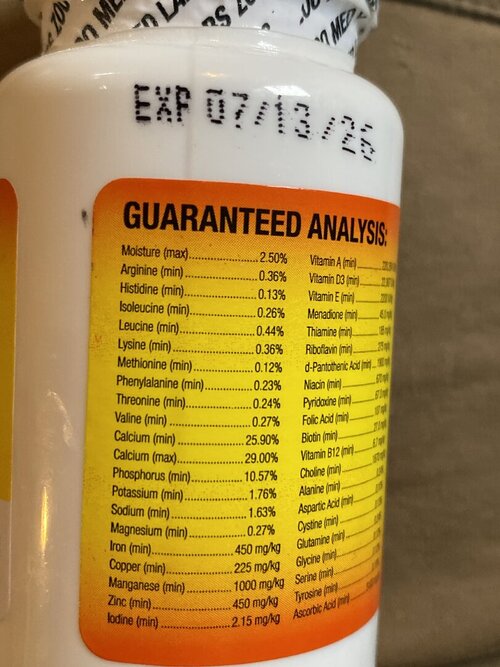 ZOO MED LABS
EXP 07/13/26
GUARANTEED ANALYSIS:
Moisture (max) 2.50%
Arginine (min) 0.36%
Histidine (min) 0.13%
Isoleucine (min) 0.26%
Leucine (min) 0.44%
Lysine (min) 0.36%
Methionine (min) 0.12%
Phenylalanine (min) 0.23%
Threonine (min) 0.24%
Valine (min) 0.27%
Calcium (min) 25.90%
Calcium (max) 29.00%
Phosphorus (min) 10.57%
Potassium (min) 1.76%
Sodium (min) 1.63%
Magnesium (min) 0.27%
Iron (min) 450 mg/kg
Copper (min) 225 mg/kg
Manganese (min) 1000 mg/kg
Zinc (min) 450 mg/kg
Iodine (min) 2.15 mg/kg
Vitamin A (min)
Vitamin D3 (min)
Vitamin E (min)
Menadione (min)
Thiamine (min)
Riboflavin (min)
d-Pantothenic Acid (min)
Niacin (min)
Pyridoxine (min)
Folic Acid (min)
Biotin (min)
Vitamin B12 (min)
Choline (min)
Alanine (min)
Aspartic Acid (min)
Cystine (min)
Glutamine (min)
Glycine (min)
Serine (min)
Tyrosine (min)
Ascorbic Acid (min)